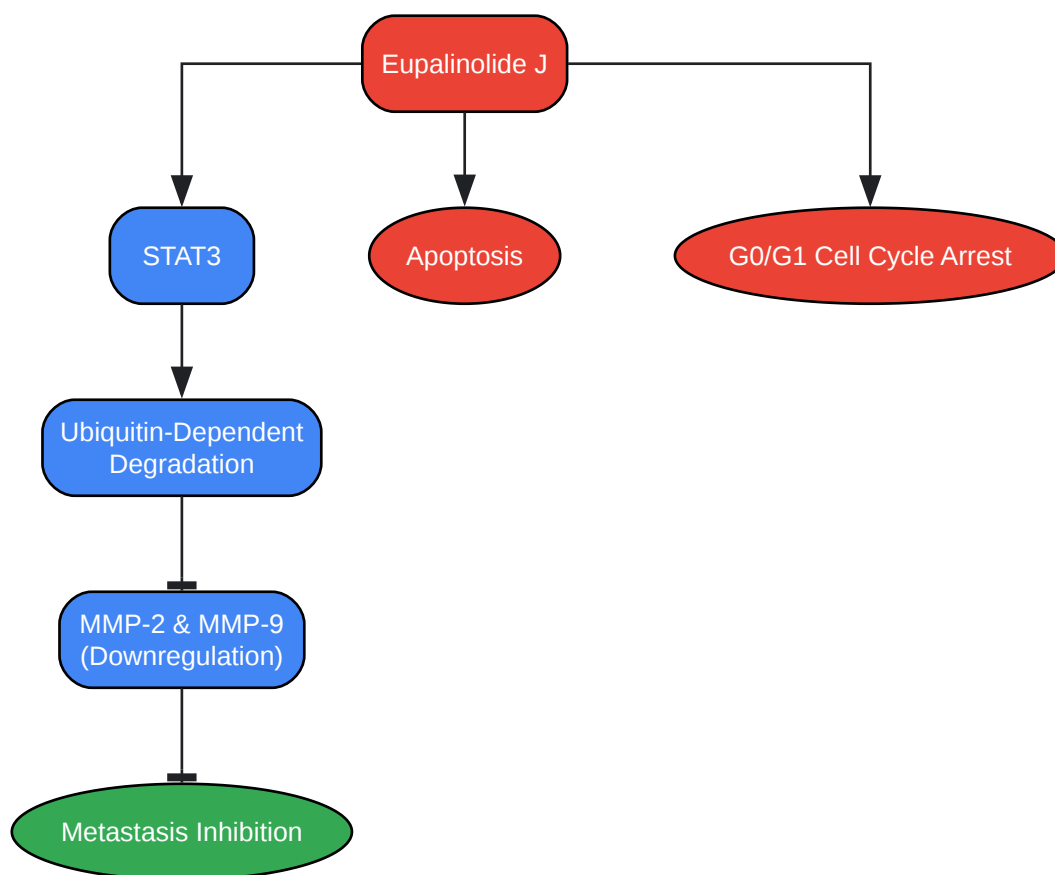 Eupalinolide J
STAT3
Apoptosis
G0/G1 Cell Cycle Arrest
Ubiquitin-Dependent
Degradation
MMP-2 & MMP-9
(Downregulation)
Metastasis Inhibition